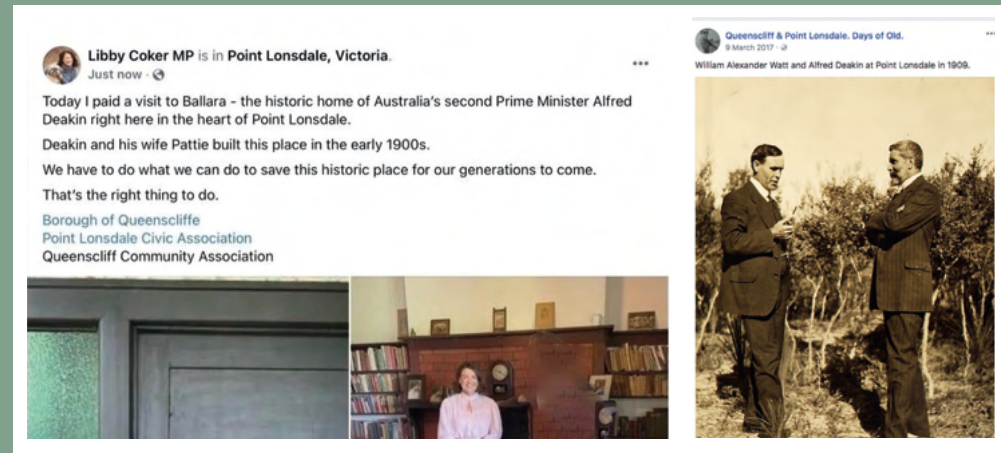 Libby Coker MP is in Point Lonsdale, Victoria.
Just now ·
Today I paid a visit to Ballara - the historic home of Australia's second Prime Minister Alfred
Deakin right here in the heart of Point Lonsdale.
Deakin and his wife Pattie built this place in the early 1900s.
We have to do what we can do to save this historic place for our generations to come.
That's the right thing to do.
Borough of Queenscliffe
Point Lonsdale Civic Association
Queenscliff Community Association
Queenscliff & Point Lonsdale. Days of Old.
9 March 2017 ·
William Alexander Watt and Alfred Deakin at Point Lonsdale in 1909.